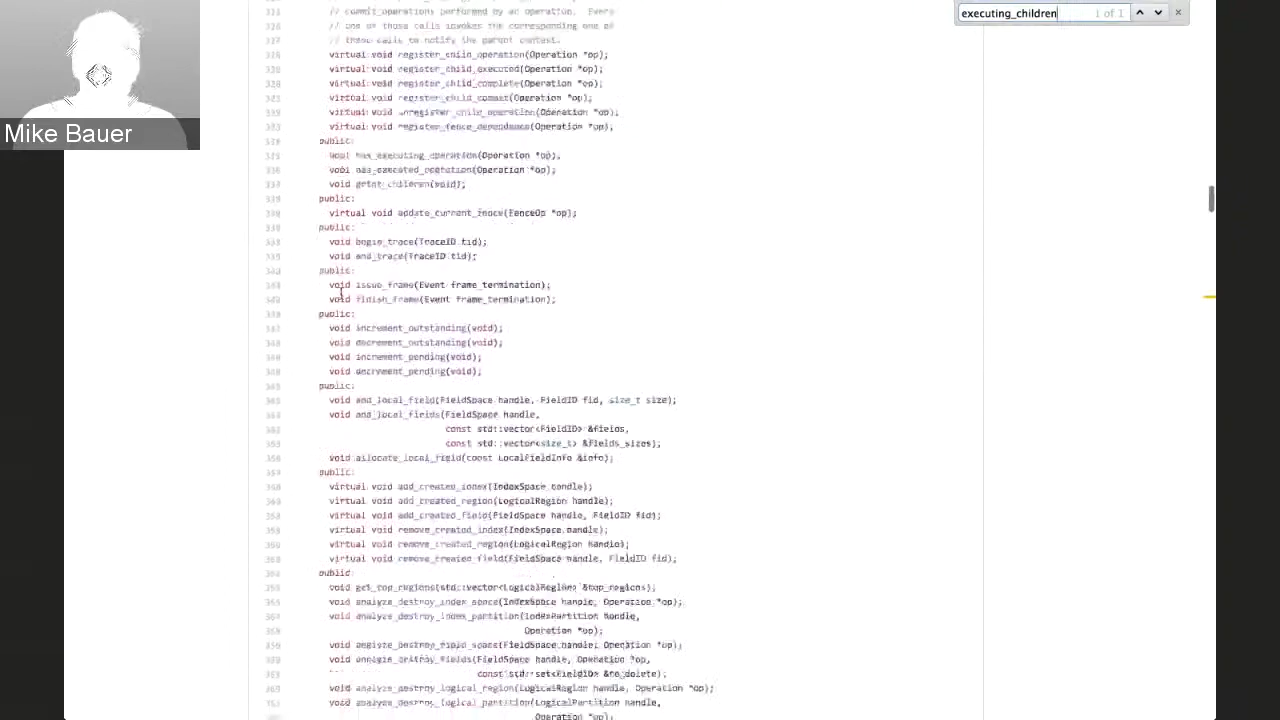 executing_children 1 of 1
Mike Bauer
// commit_operations performed by an operation. Every
// one of those calls invokes the corresponding one of
// these calls to notify the parent context.
virtual void register_child_operation(Operation *op);
virtual void register_child_executed(Operation *op);
virtual void register_child_complete(Operation *op);
virtual void register_child_commit(Operation *op);
virtual void unregister_child_operation(Operation *op);
virtual void register_fence_dependence(Operation *op);
public:
bool has_executing_operation(Operation *op);
bool has_executed_operation(Operation *op);
void print_children(void);
public:
virtual void update_current_fence(FenceOp *op);
public:
void begin_trace(TraceID tid);
void end_trace(TraceID tid);
public:
void issue_frame(Event frame_termination);
void finish_frame(Event frame_termination);
public:
void increment_outstanding(void);
void decrement_outstanding(void);
void increment_pending(void);
void decrement_pending(void);
public:
void add_local_field(FieldSpace handle, FieldID fid, size_t size);
void add_local_fields(FieldSpace handle,
const std::vector<FieldID> &fields,
const std::vector<size_t> &fields_sizes);
void allocate_local_field(const LocalFieldInfo &info);
public:
virtual void add_created_index(IndexSpace handle);
virtual void add_created_region(LogicalRegion handle);
virtual void add_created_field(FieldSpace handle, FieldID fid);
virtual void remove_created_index(IndexSpace handle);
virtual void remove_created_region(LogicalRegion handle);
virtual void remove_created_field(FieldSpace handle, FieldID fid);
public:
void get_top_regions(std::vector<LogicalRegion> &top_regions);
void analyze_destroy_index_space(IndexSpace handle, Operation *op);
void analyze_destroy_index_partition(IndexPartition handle,
Operation *op);
void analyze_destroy_field_space(FieldSpace handle, Operation *op);
void analyze_destroy_fields(FieldSpace handle, Operation *op,
const std::set<FieldID> &to_delete);
void analyze_destroy_logical_region(LogicalRegion handle, Operation *op);
void analyze_destroy_logical_partition(LogicalPartition handle,
Operation *op);